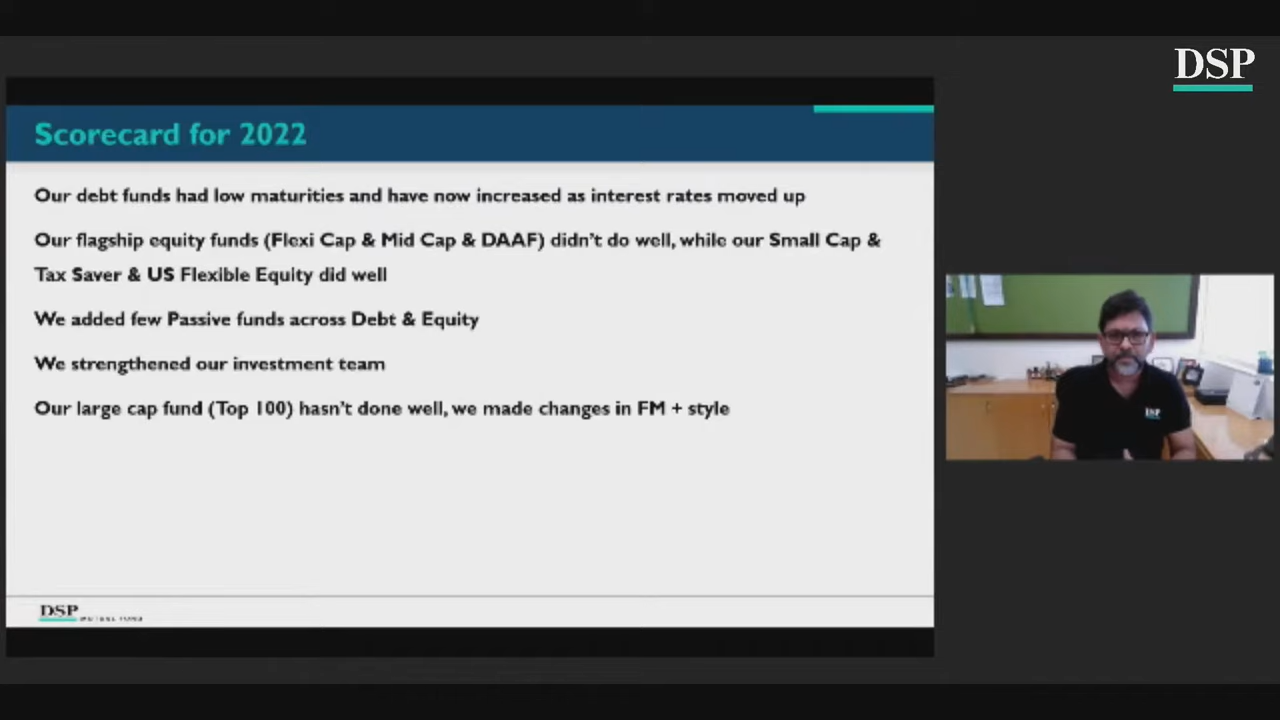 DSP
Scorecard for 2022
Our debt funds had low maturities and have now increased as interest rates moved up
Our flagship equity funds (Flexi Cap & Mid Cap & DAAF) didn't do well, while our Small Cap &
Tax Saver & US Flexible Equity did well
We added few Passive funds across Debt & Equity
We strengthened our investment team
Our large cap fund (Top 100) hasn't done well, we made changes in FM + style
DSP
DSP
MUTUAL FUND